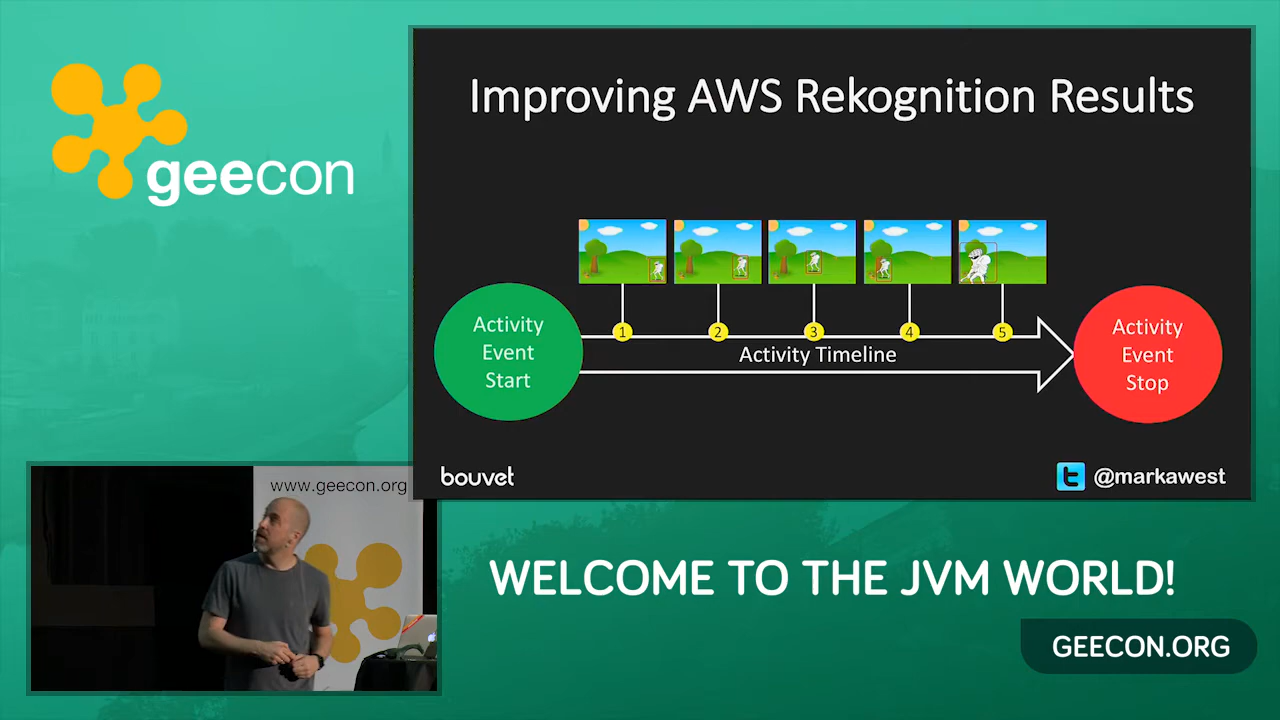 geecon
Improving AWS Rekognition Results
Activity
Event
Start
1
2
3
4
5
Activity Timeline
Activity
Event
Stop
bouvet
@markawest
www.geecon.org
WELCOME TO THE JVM WORLD!
GEECON.ORG